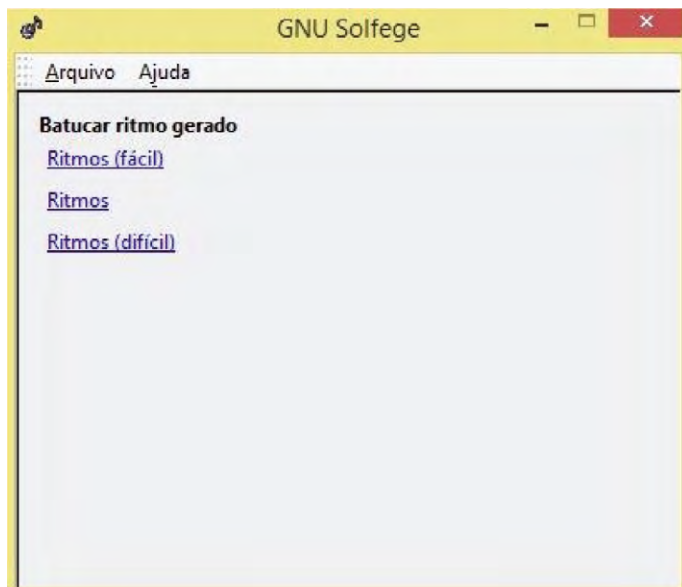 GNU Solfege
Arquivo Ajuda
Batucar ritmo gerado
Ritmos (fácil)
Ritmos
Ritmos (difícil)